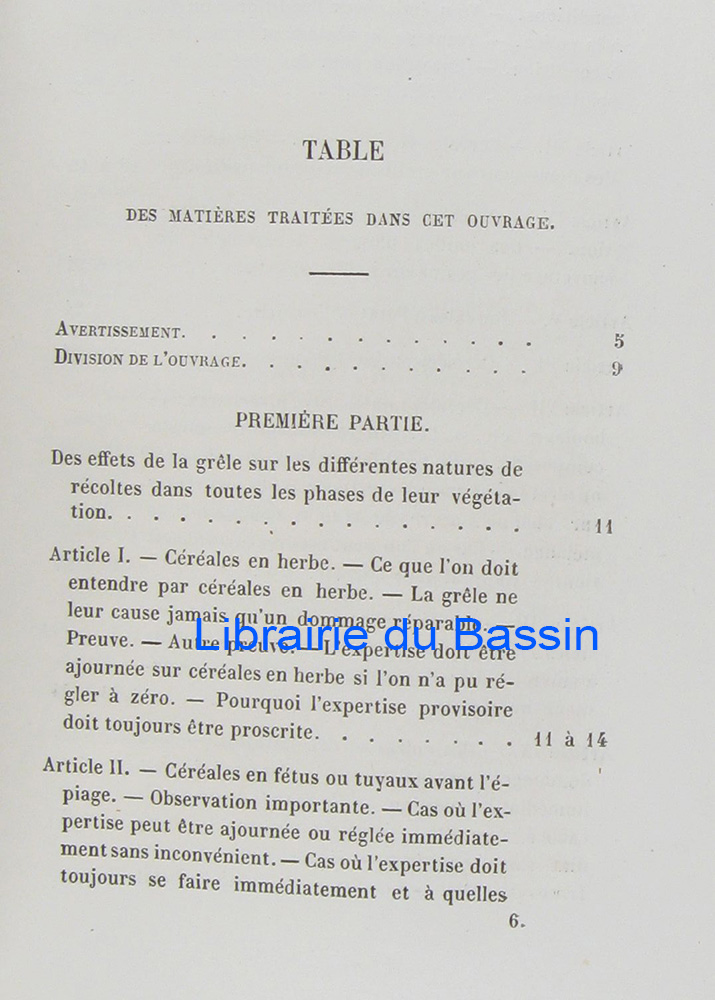 TABLE
DES MATIÈRES TRAITÉES DANS CET OUVRAGE.
AVERTISSEMENT. . . . . . . . . . . . . 5
DIVISION DE L'OUVRAGE. . . . . . . . . . . 9
PREMIÈRE PARTIE.
Des effets de la grêle sur les différentes natures de
récoltes dans toutes les phases de leur végéta-
tion. . . . . . . . . . . . . . . . 11
Article I. — Céréales en herbe. — Ce que l'on doit
entendre par céréales en herbe. — La grêle ne
leur cause jamais qu'un dommage réparable. —
Librairie du Bassin
Preuve. — Autre preuve. — L'expertise doit être
ajournée sur céréales en herbe si l'on n'a pu ré-
gler à zéro. — Pourquoi l'expertise provisoire
doit toujours être proscrite. . . . . . . . 11 à 14
Article II. — Céréales en fétus ou tuyaux avant l'é-
piage. — Observation importante. — Cas où l'ex-
pertise peut être ajournée ou réglée immédiate-
ment sans inconvénient. — Cas où l'expertise doit
toujours se faire immédiatement et à quelles
6.